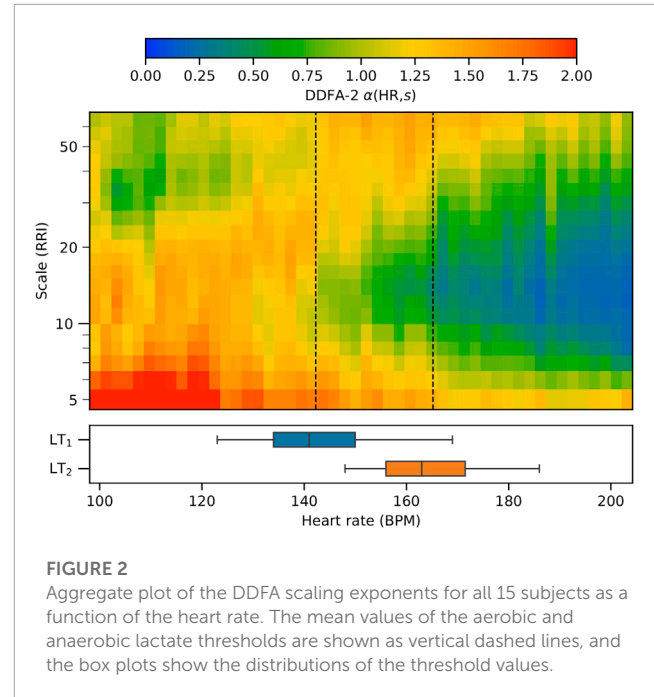 0.00 0.25 0.50 0.75 1.00 1.25 1.50 1.75 2.00
DDFA-2 α(HR,s)
Scale (RRI)
50
20
10
5
LT₁
LT₂
100 120 140 160 180 200
Heart rate (BPM)
FIGURE 2
Aggregate plot of the DDFA scaling exponents for all 15 subjects as a
function of the heart rate. The mean values of the aerobic and
anaerobic lactate thresholds are shown as vertical dashed lines, and
the box plots show the distributions of the threshold values.